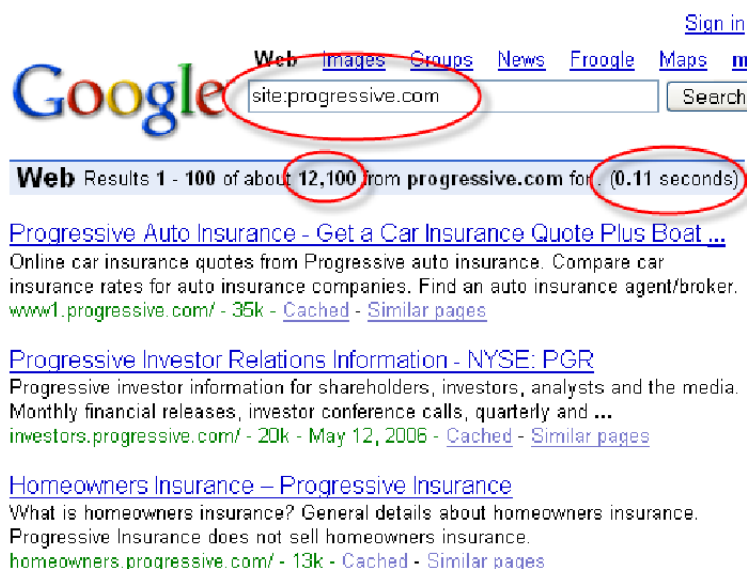 Sign in
Web Images Groups News Froogle Maps
Google
site:progressive.com
Search
Web Results 1 - 100 of about 12,100 from progressive.com for . (0.11 seconds)
Progressive Auto Insurance - Get a Car Insurance Quote Plus Boat ...
Online car insurance quotes from Progressive auto insurance. Compare car
insurance rates for auto insurance companies. Find an auto insurance agent/broker.
www1.progressive.com/ - 35k - Cached - Similar pages
Progressive Investor Relations Information - NYSE: PGR
Progressive investor information for shareholders, investors, analysts and the media.
Monthly financial releases, investor conference calls, quarterly and ...
investors.progressive.com/ - 20k - May 12, 2006 - Cached - Similar pages
Homeowners Insurance – Progressive Insurance
What is homeowners insurance? General details about homeowners insurance.
Progressive Insurance does not sell homeowners insurance.
homeowners.progressive.com/ - 13k - Cached - Similar pages